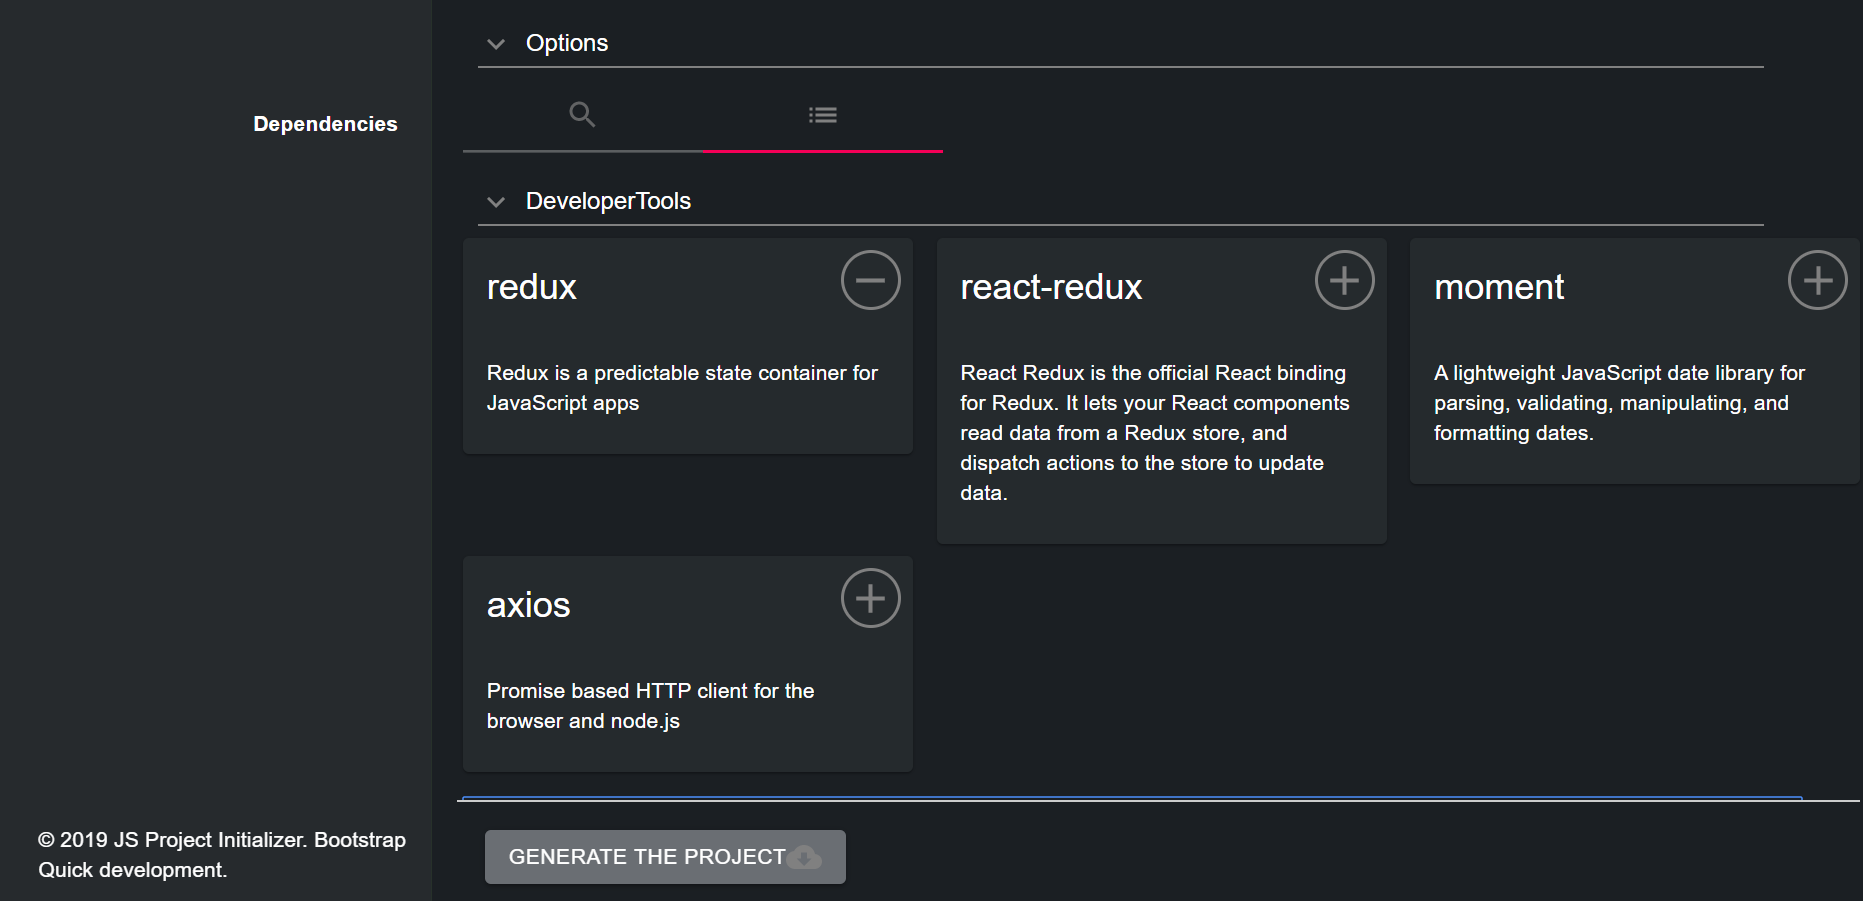 Options
Dependencies
DeveloperTools
redux
Redux is a predictable state container for
JavaScript apps
react-redux
React Redux is the official React binding
for Redux. It lets your React components
read data from a Redux store, and
dispatch actions to the store to update
data.
moment
A lightweight JavaScript date library for
parsing, validating, manipulating, and
formatting dates.
axios
Promise based HTTP client for the
browser and node.js
© 2019 JS Project Initializer. Bootstrap
Quick development.
GENERATE THE PROJECT